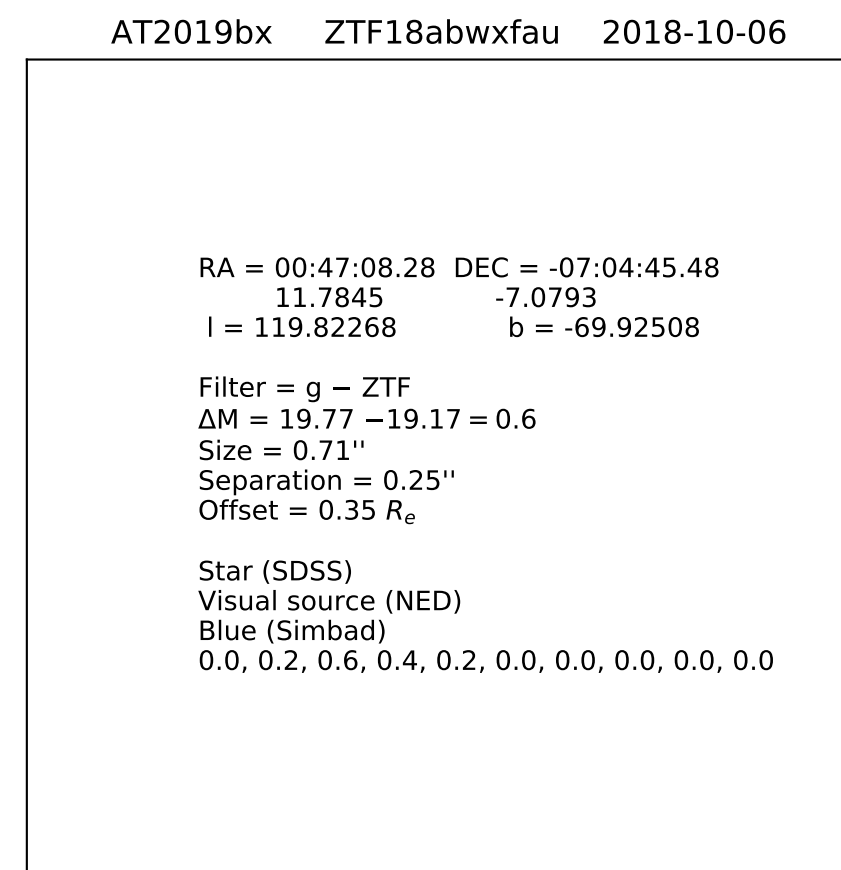 AT2019bx ZTF18abwxfau 2018-10-06
RA = 00:47:08.28 DEC = -07:04:45.48
11.7845 -7.0793
l = 119.82268 b = -69.92508
Filter = g − ZTF
ΔM = 19.77 −19.17 = 0.6
Size = 0.71''
Separation = 0.25''
Offset = 0.35 Re
Star (SDSS)
Visual source (NED)
Blue (Simbad)
0.0, 0.2, 0.6, 0.4, 0.2, 0.0, 0.0, 0.0, 0.0, 0.0